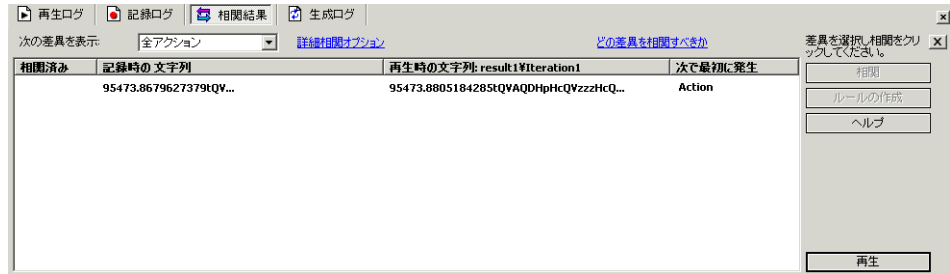 再生ログ 記録ログ 相関結果 生成ログ
次の差異を表示: 全アクション 詳細相関オプション どの差異を相関すべきか
差異を選択し相関をクリックしてください。
相関済み 記録時の 文字列 再生時の文字列: result1¥Iteration1 次で最初に発生
95473.8679627379tQ¥... 95473.8805184285tQ¥AQDHpHcQ¥zzzHcQ... Action
相関
ルールの作成
ヘルプ
再生